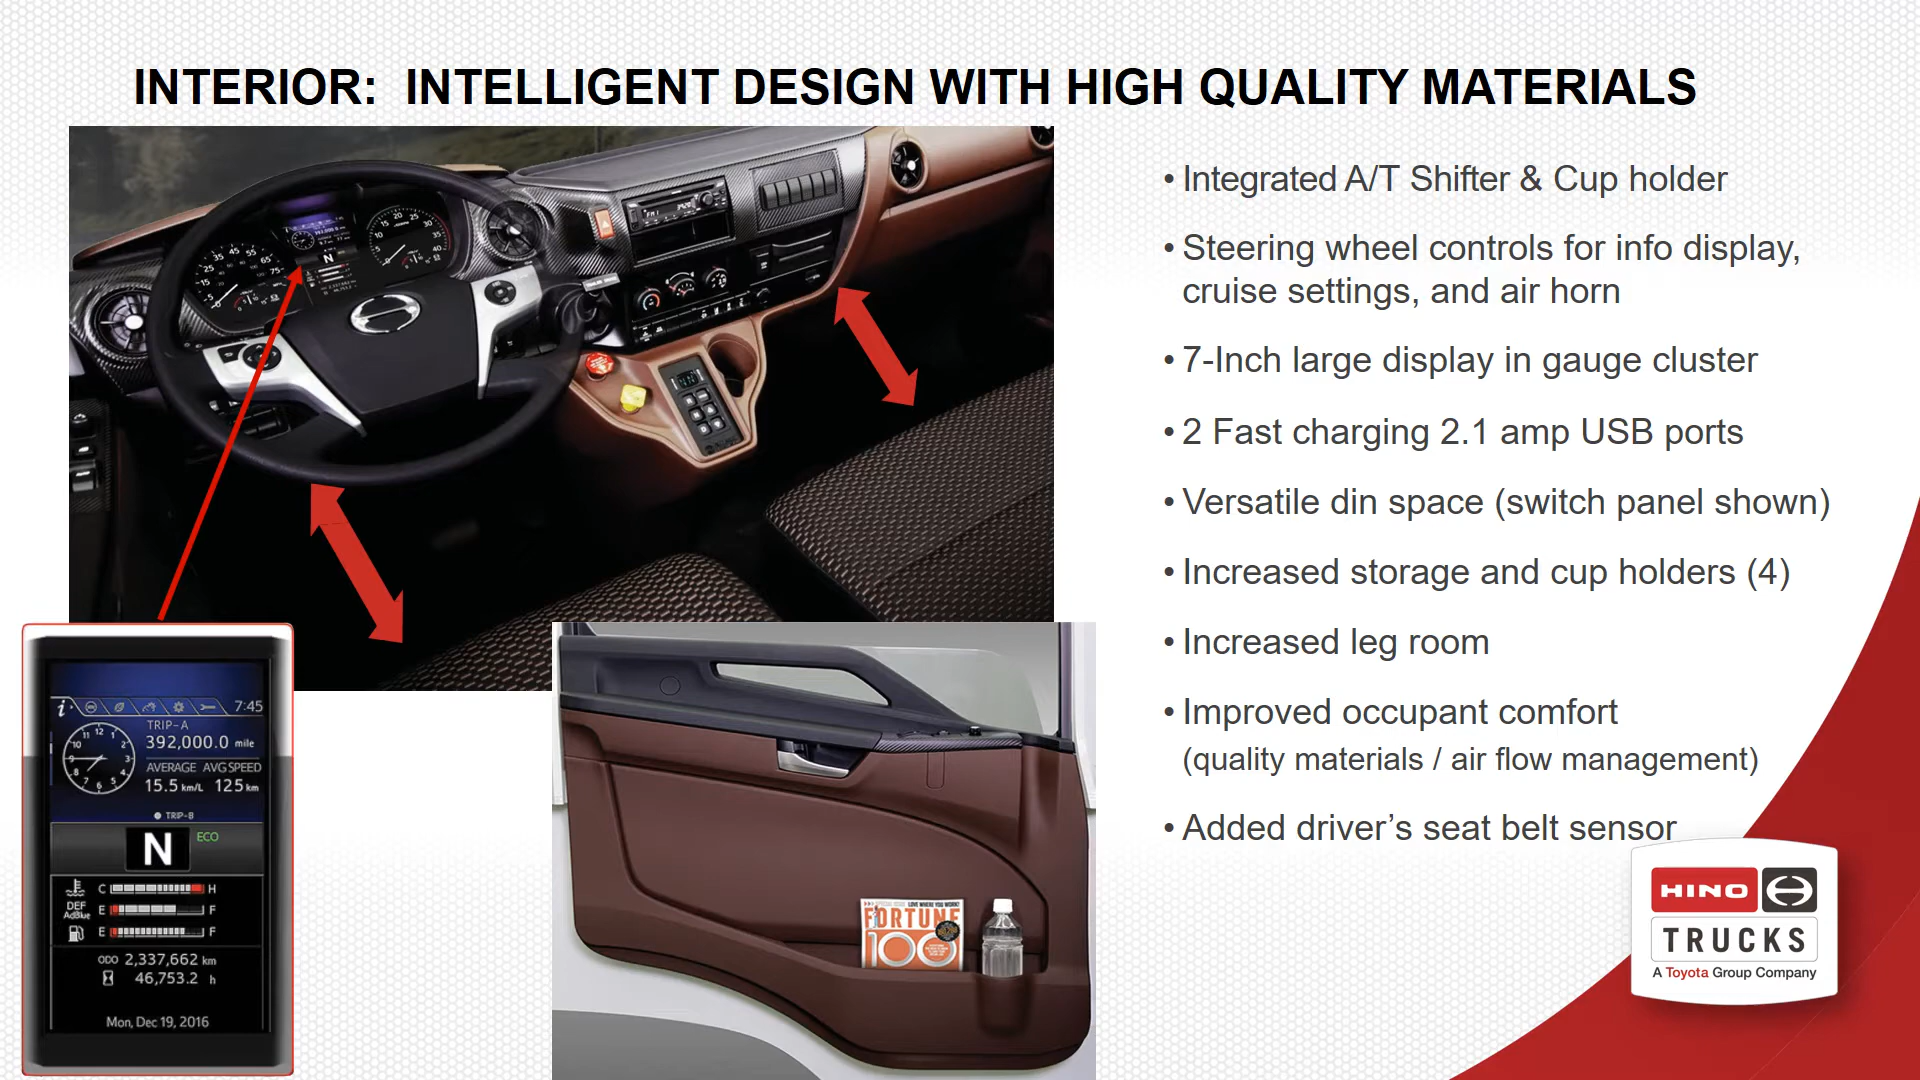 INTERIOR: INTELLIGENT DESIGN WITH HIGH QUALITY MATERIALS
• Integrated A/T Shifter & Cup holder
• Steering wheel controls for info display,
cruise settings, and air horn
• 7-Inch large display in gauge cluster
• 2 Fast charging 2.1 amp USB ports
• Versatile din space (switch panel shown)
• Increased storage and cup holders (4)
• Increased leg room
• Improved occupant comfort
(quality materials / air flow management)
• Added driver’s seat belt sensor
i 7:45
TRIP-A
392,000.0 mile
AVERAGE AVG SPEED
15.5 km/L 125 km
TRIP-B
N ECO
C H
DEF
AdBlue E F
E F
ODO 2,337,662 km
46,753.2 h
Mon, Dec 19, 2016
LOVE WHERE YOU WORK!
FORTUNE
100
HINO
TRUCKS
A Toyota Group Company